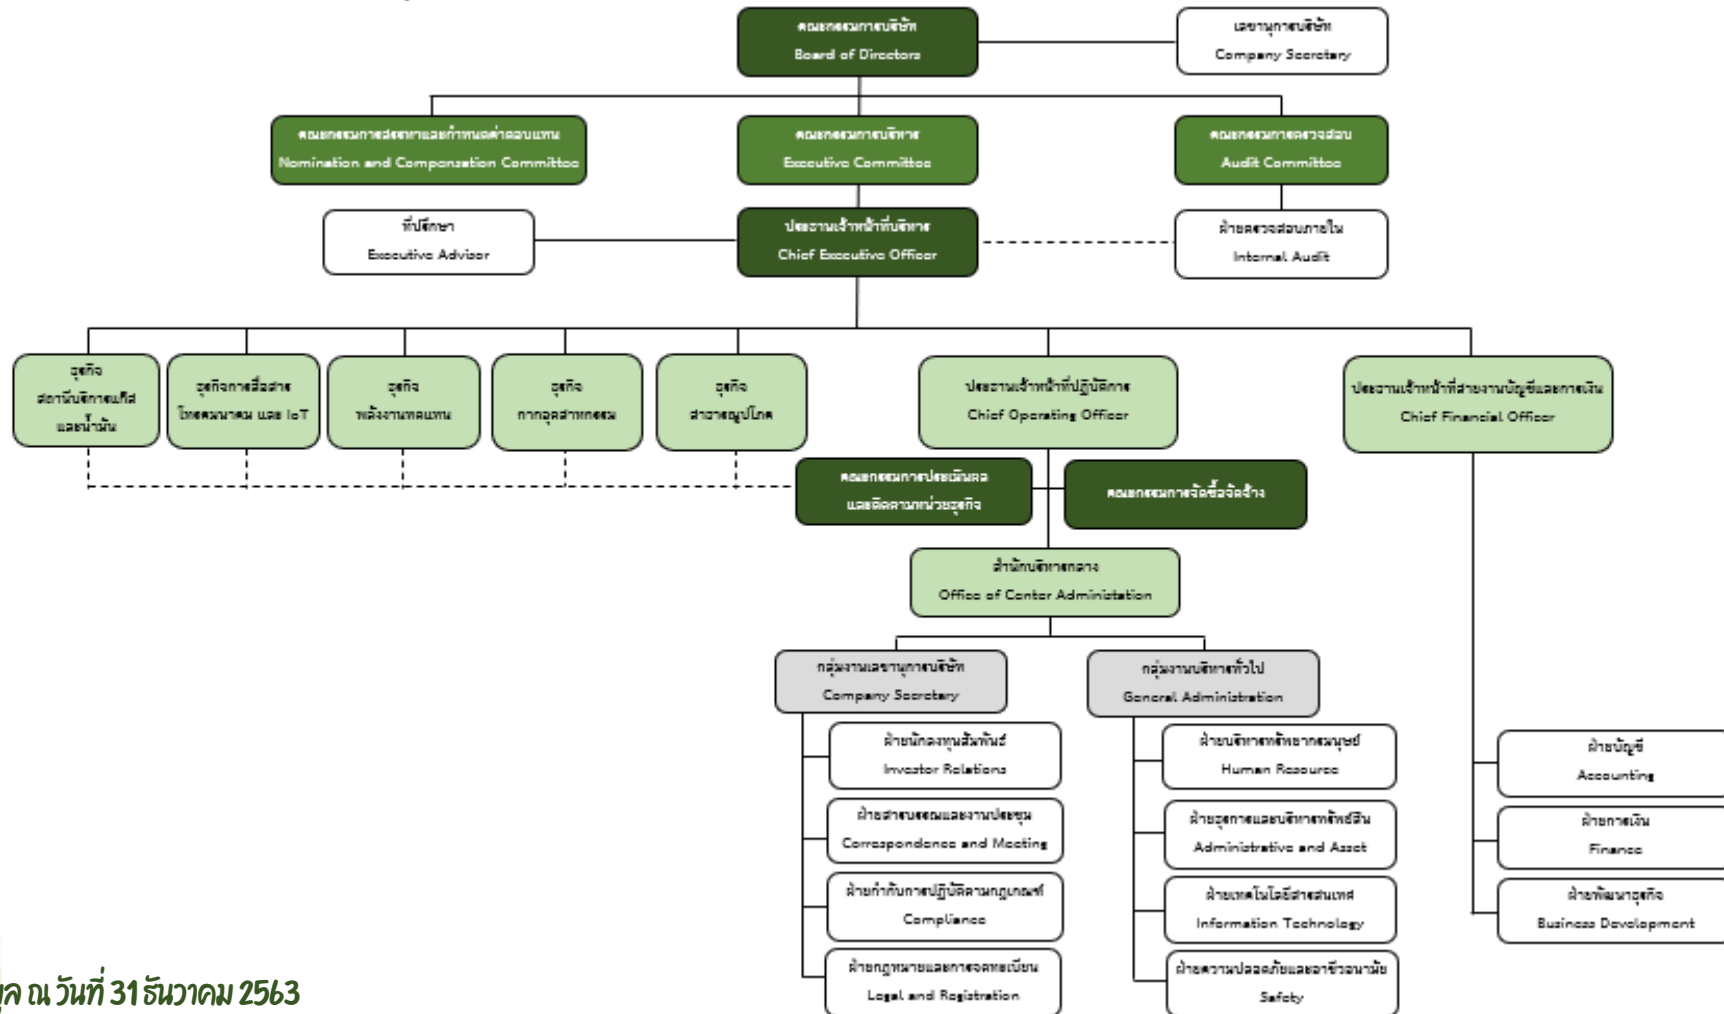 คณะกรรมการบริษัท
Board of Directors
เลขานุการบริษัท
Company Secretary
คณะกรรมการสรรหาและกำหนดค่าตอบแทน
Nomination and Compensation Committee
คณะกรรมการบริหาร
Executive Committee
คณะกรรมการตรวจสอบ
Audit Committee
ที่ปรึกษา
Executive Advisor
ประธานเจ้าหน้าที่บริหาร
Chief Executive Officer
ฝ่ายตรวจสอบภายใน
Internal Audit
ธุรกิจ
สถานีบริการแก๊ส
และน้ำมัน
ธุรกิจการสื่อสาร
โทรคมนาคม และ IoT
ธุรกิจ
พลังงานทดแทน
ธุรกิจ
กากอุตสาหกรรม
ธุรกิจ
สาธารณูปโภค
ประธานเจ้าหน้าที่ปฏิบัติการ
Chief Operating Officer
ประธานเจ้าหน้าที่สายงานบัญชีและการเงิน
Chief Financial Officer
คณะกรรมการประเมินผล
และติดตามหน่วยธุรกิจ
คณะกรรมการจัดซื้อจัดจ้าง
สำนักบริหารกลาง
Office of Center Administation
กลุ่มงานเลขานุการบริษัท
Company Secretary
กลุ่มงานบริหารทั่วไป
General Administration
ฝ่ายนักลงทุนสัมพันธ์
Investor Relations
ฝ่ายสารบรรณและงานประชุม
Correspondence and Meeting
ฝ่ายกำกับการปฏิบัติตามกฎเกณฑ์
Compliance
ฝ่ายกฎหมายและการจดทะเบียน
Legal and Registration
ฝ่ายบริหารทรัพยากรมนุษย์
Human Resource
ฝ่ายธุรการและบริหารทรัพย์สิน
Administrative and Asset
ฝ่ายเทคโนโลยีสารสนเทศ
Information Technology
ฝ่ายความปลอดภัยและอาชีวอนามัย
Safety
ฝ่ายบัญชี
Accounting
ฝ่ายการเงิน
Finance
ฝ่ายพัฒนาธุรกิจ
Business Development
ณ วันที่ 31 ธันวาคม 2563